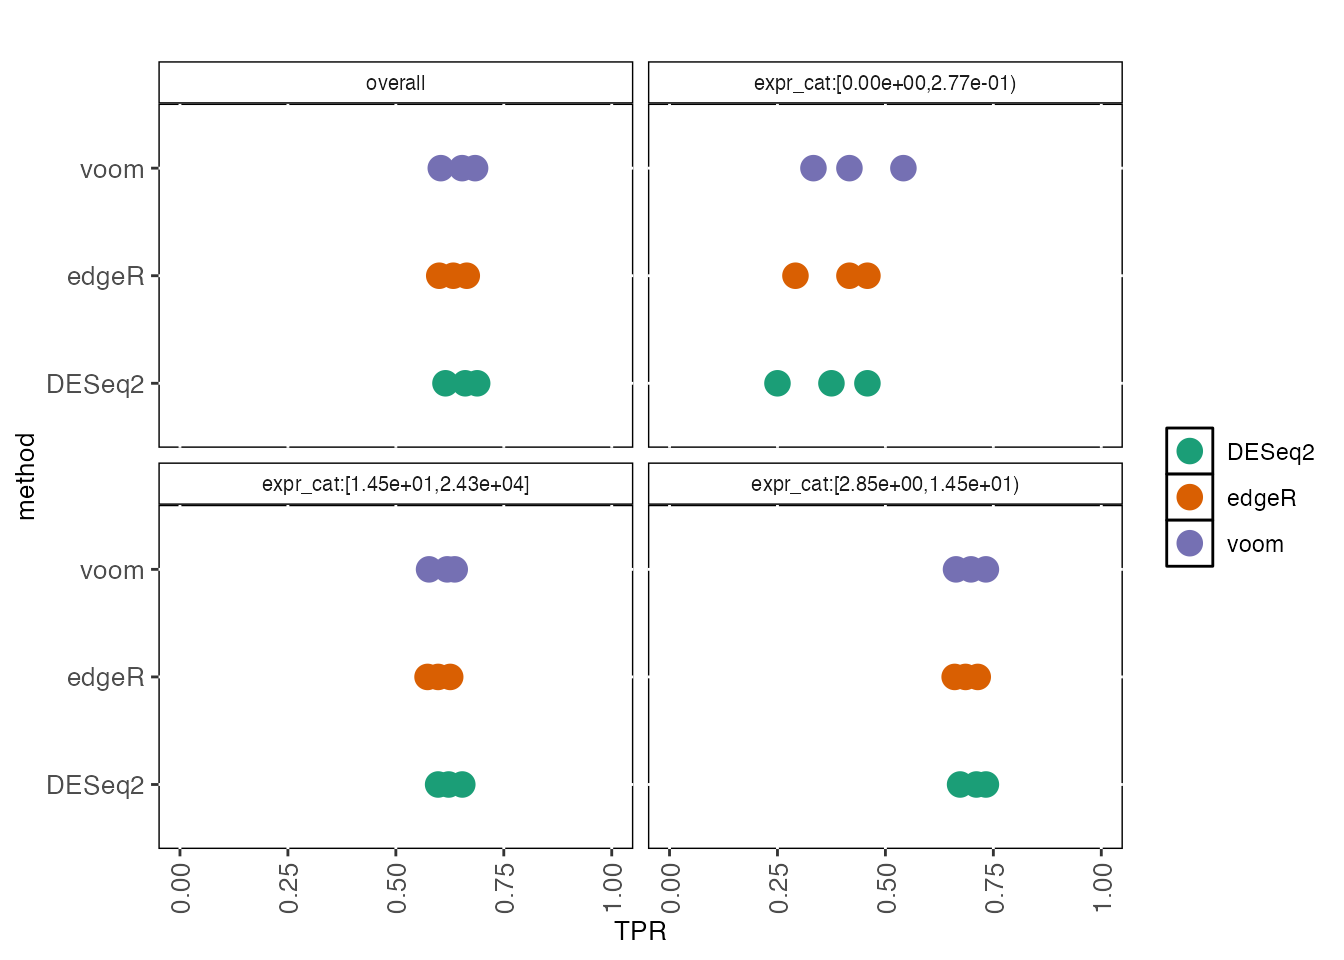 overall
expr_cat:[0.00e+00,2.77e-01)
voom
edgeR
DESeq2
expr_cat:[1.45e+01,2.43e+04]
expr_cat:[2.85e+00,1.45e+01)
voom
edgeR
DESeq2
method
0.00 0.25 0.50 0.75 1.00
0.00 0.25 0.50 0.75 1.00
TPR
DESeq2
edgeR
voom